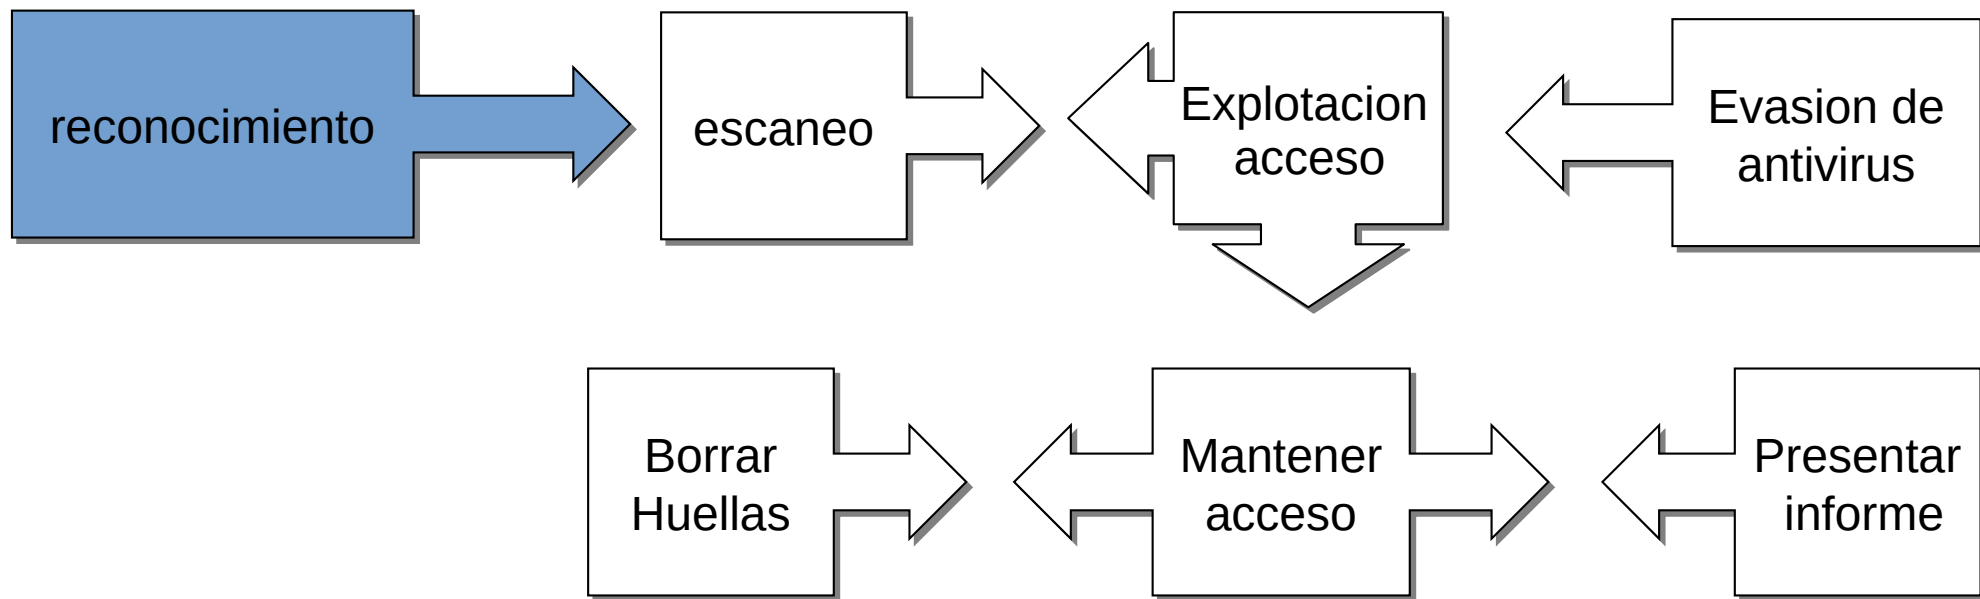 reconocimiento
escaneo
Explotacion
acceso
Evasion de
antivirus
Borrar
Huellas
Mantener
acceso
Presentar
informe